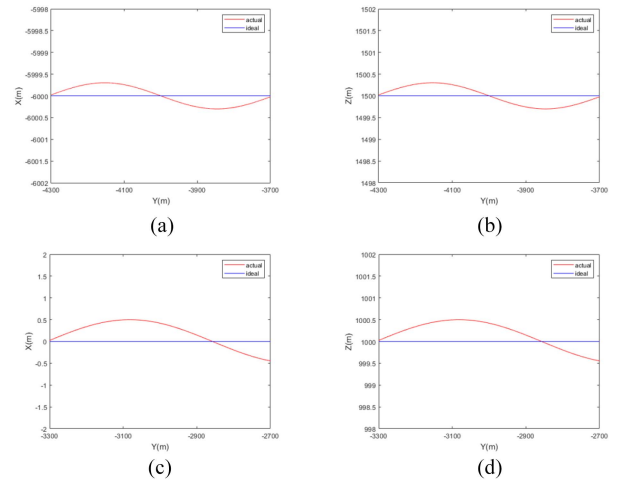 -5998
-5998.5
-5999
-5999.5
-6000
-6000.5
-6001
-6001.5
-6002
X(m)
-4300 -4100 -3900 -3700
Y(m)
actual
ideal
(a)
1502
1501.5
1501
1500.5
1500
1499.5
1499
1498.5
1498
Z(m)
-4300 -4100 -3900 -3700
Y(m)
actual
ideal
(b)
2
1.5
1
0.5
0
-0.5
-1
-1.5
-2
X(m)
-3300 -3100 -2900 -2700
Y(m)
actual
ideal
(c)
1002
1001.5
1001
1000.5
1000
999.5
999
998.5
998
Z(m)
-3300 -3100 -2900 -2700
Y(m)
actual
ideal
(d)